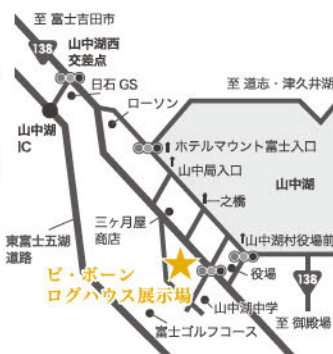 至 富士吉田市
138
山中湖西
交差点
日石 GS
至 道志・津久井湖
ローソン
山中湖
IC
ホテルマウント富士入口
山中局入口
山中湖
一之橋
三ヶ月屋
商店
東富士五湖
道路
山中湖村役場前
ビ・ボーン
ログハウス展示場
役場
138
山中湖中学
至 御殿場
富士ゴルフコース